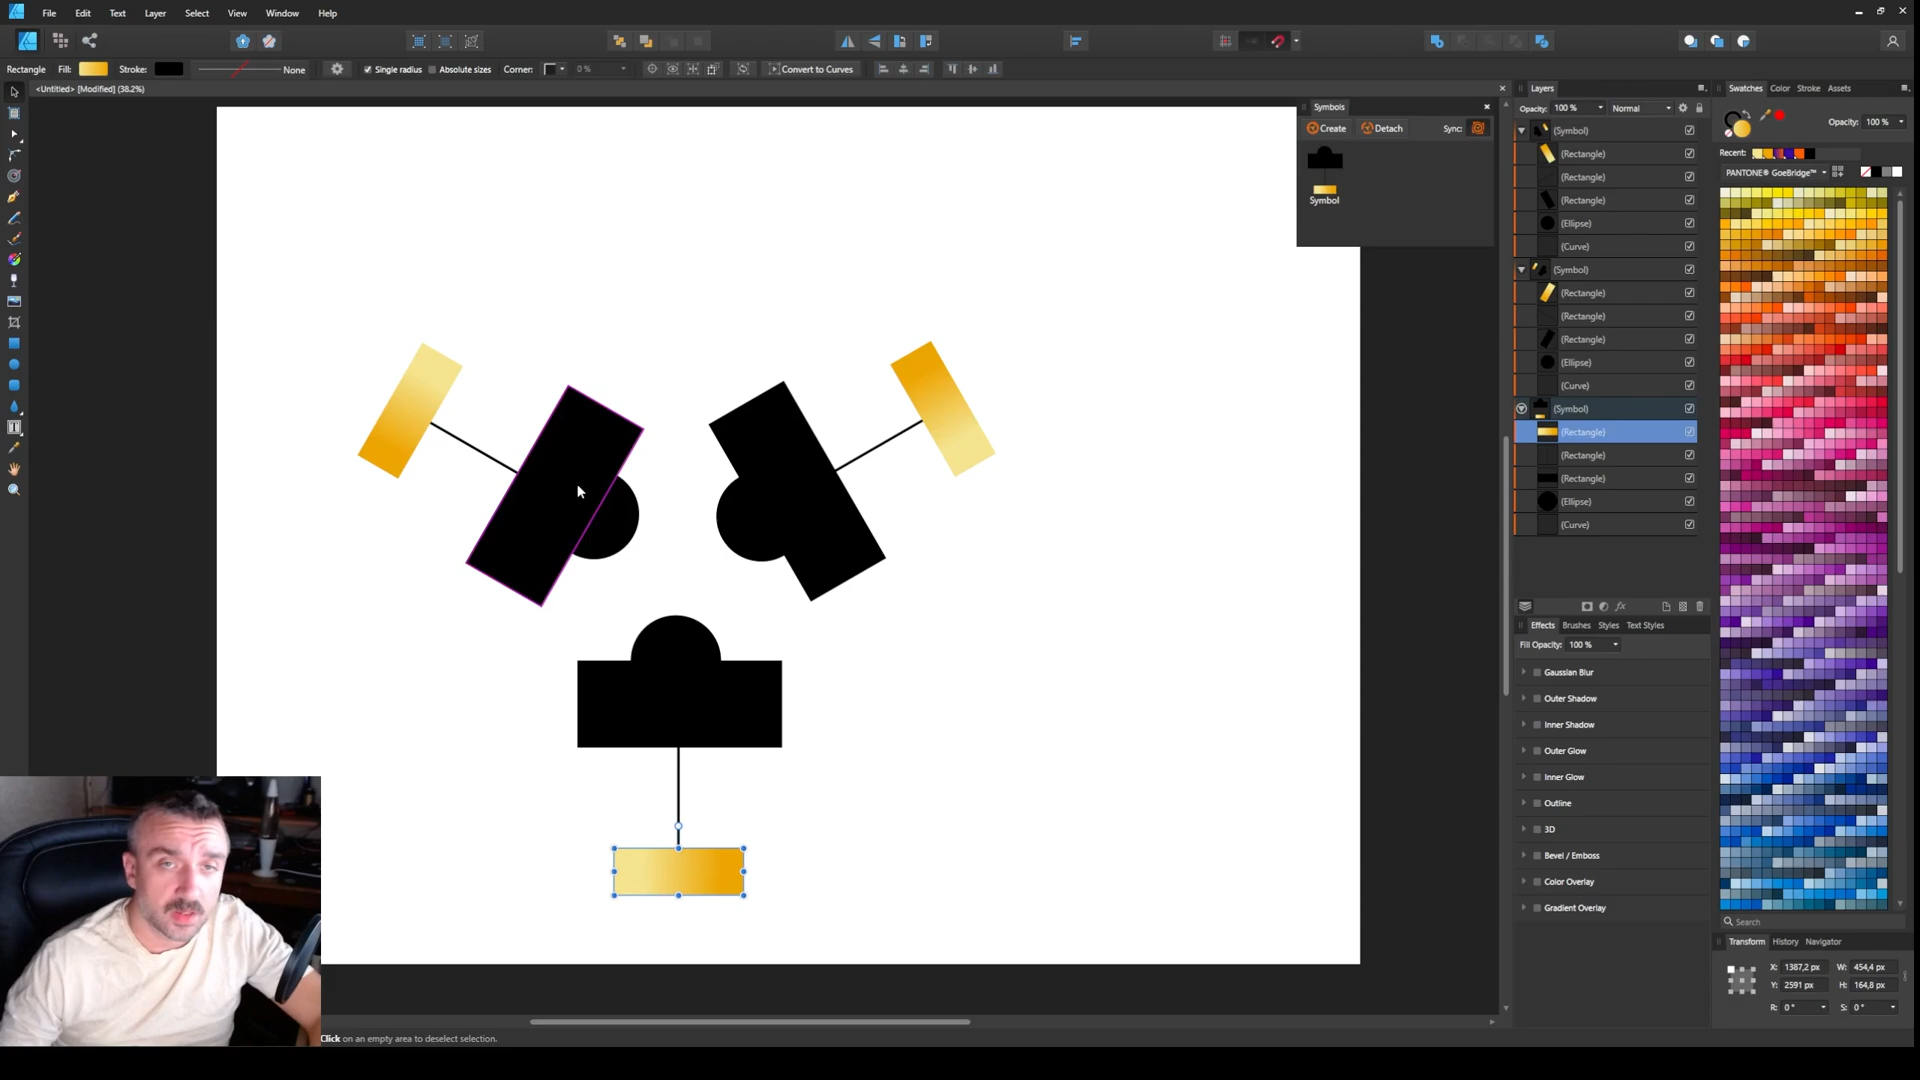 File Edit Text Layer Select View Window Help
Rectangle Fill: Stroke: None Single radius Absolute sizes Corner: 0 % Convert to Curves
<Untitled> [Modified] (38.2%)
Symbols
Create Detach Sync:
Symbol
Layers
Opacity: 100 % Normal
(Symbol)
(Rectangle)
(Rectangle)
(Rectangle)
(Ellipse)
(Curve)
(Symbol)
(Rectangle)
(Rectangle)
(Rectangle)
(Ellipse)
(Curve)
(Symbol)
(Rectangle)
(Rectangle)
(Rectangle)
(Ellipse)
(Curve)
Effects Brushes Styles Text Styles
Fill Opacity: 100 %
Gaussian Blur
Outer Shadow
Inner Shadow
Outer Glow
Inner Glow
Outline
3D
Bevel / Emboss
Color Overlay
Gradient Overlay
Swatches Color Stroke Assets
Opacity: 100 %
Recent:
PANTONE® GoeBridge™
Search
Transform History Navigator
X: 1387,2 px W: 454,4 px
Y: 2591 px H: 164,8 px
R: 0 ° S: 0 °
Click on an empty area to deselect selection.